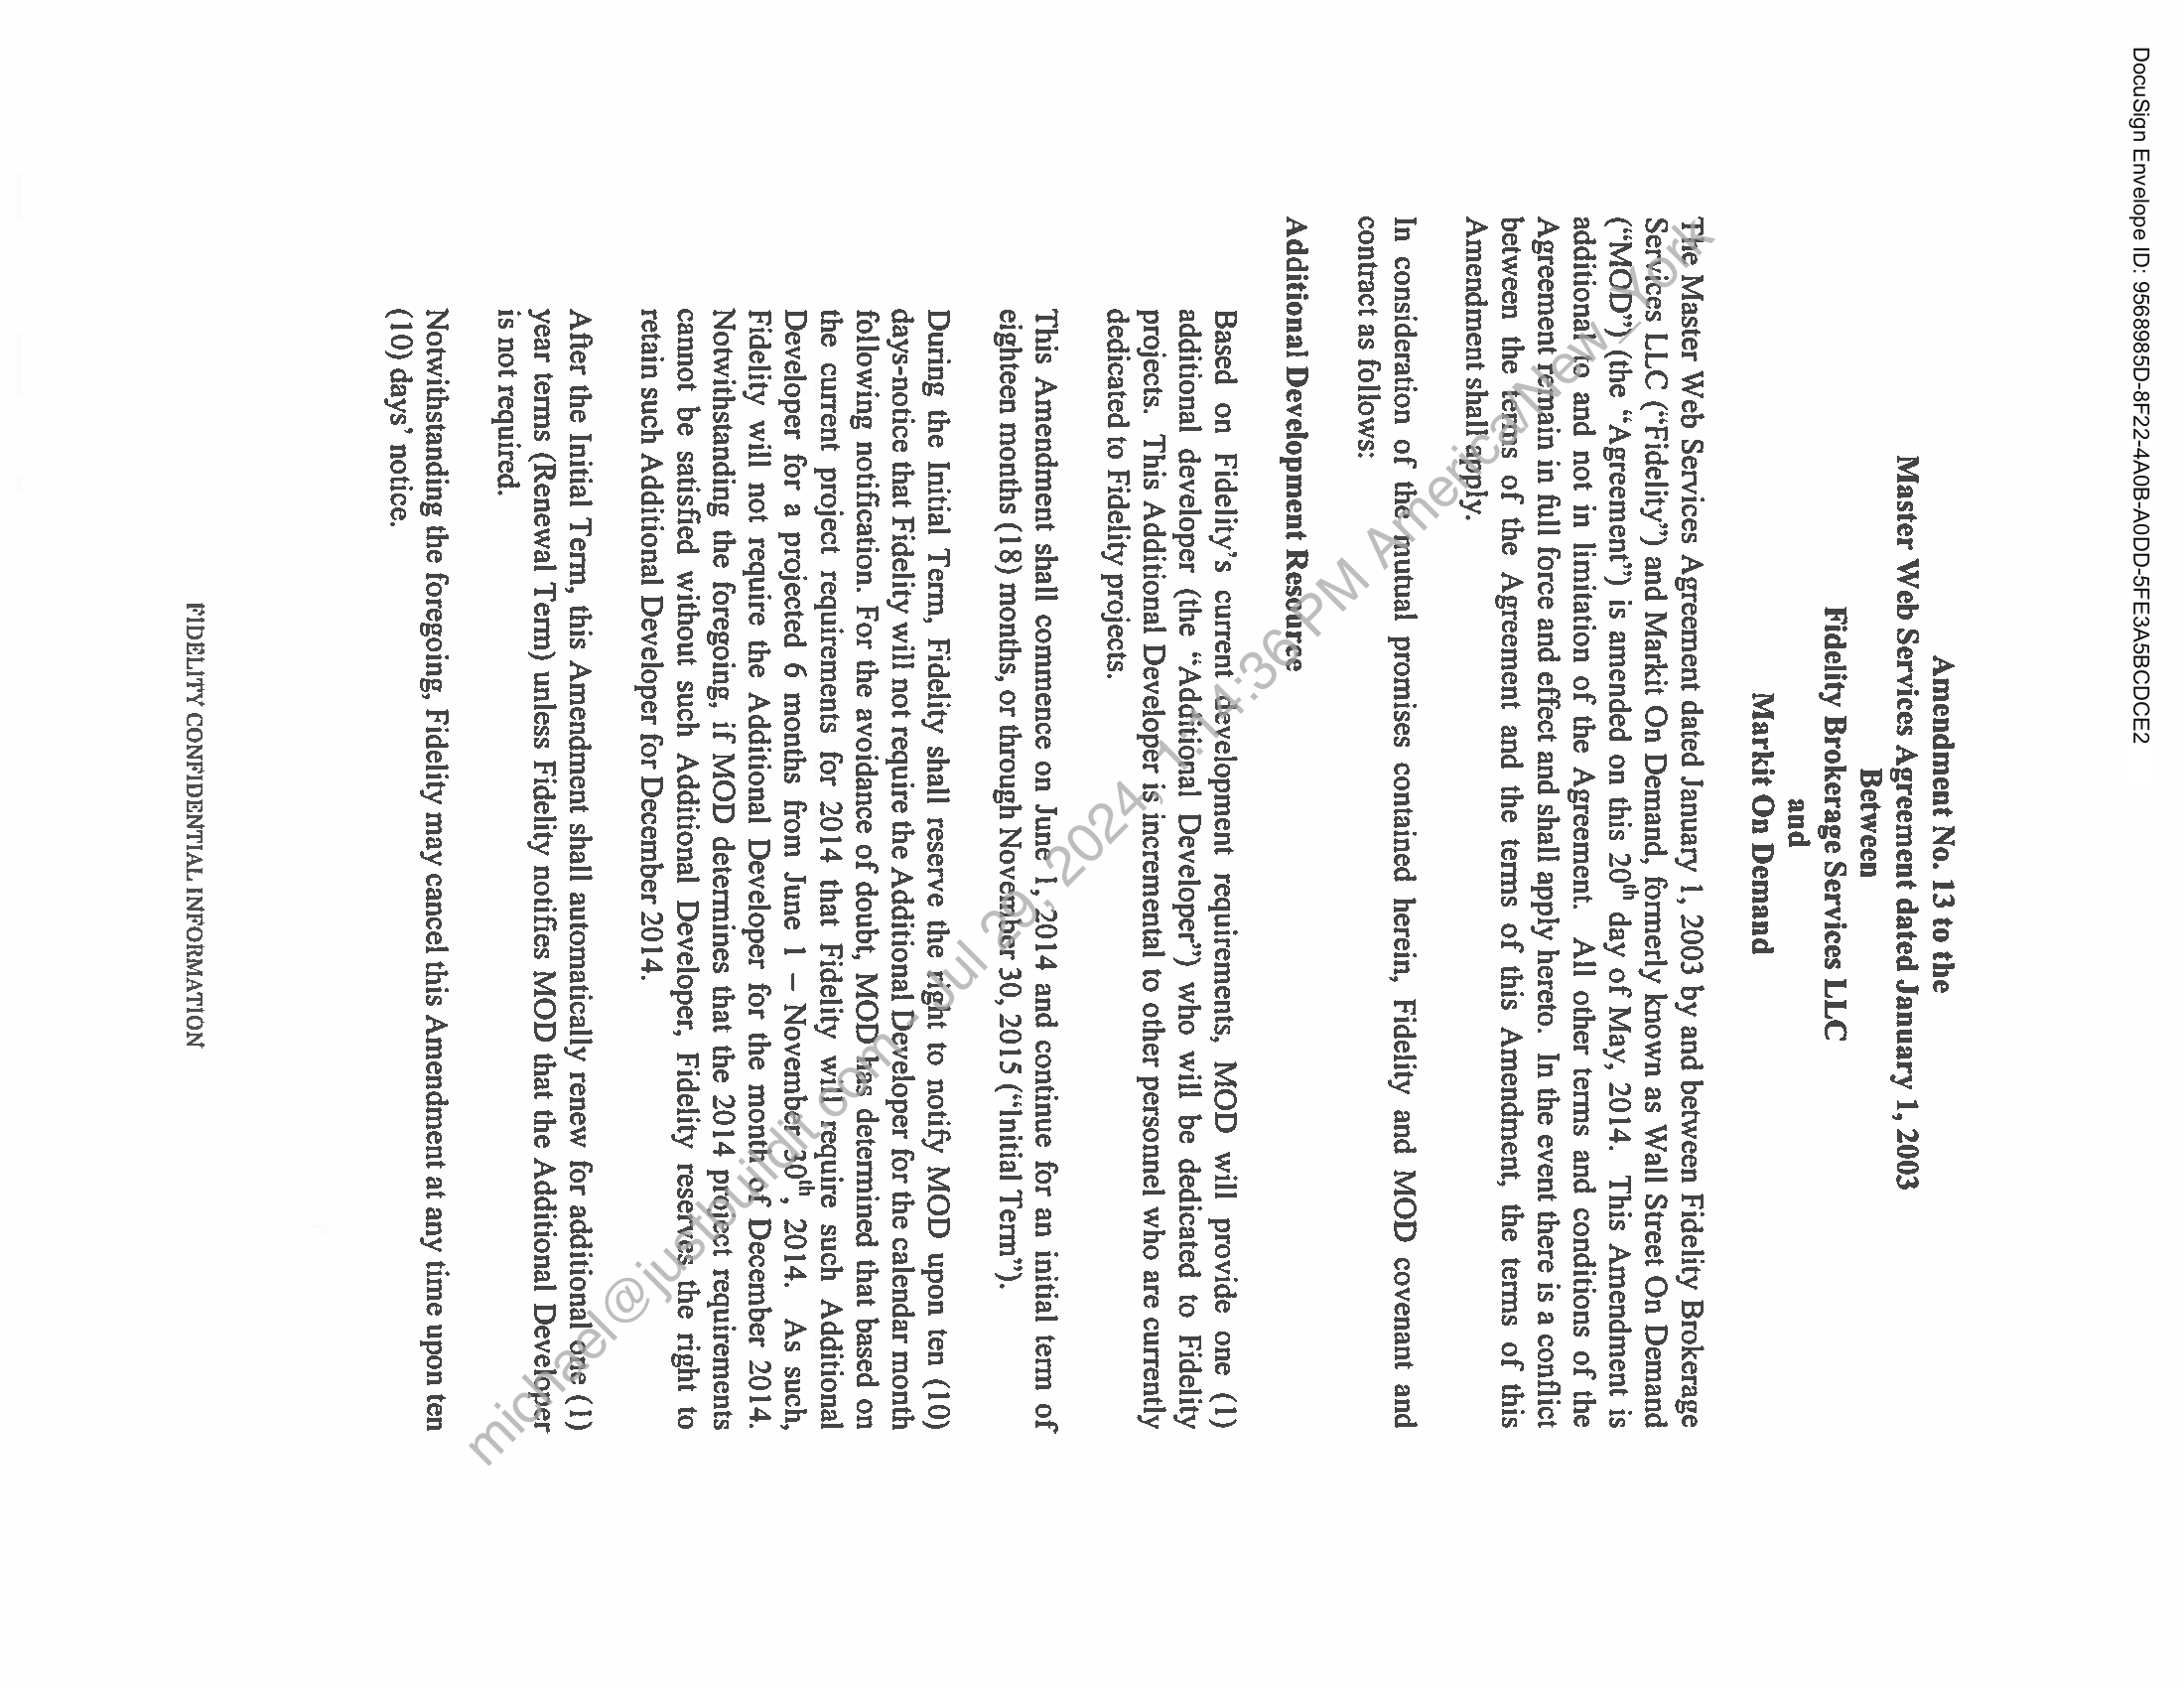 DocuSign Envelope ID: 9568985D-8F22-4A0B-A0DD-5FE3A5BCDCE2
Amendment No. 13 to the
Master Web Services Agreement dated January 1, 2003
Between
Fidelity Brokerage Services LLC
and
Markit On Demand
The Master Web Services Agreement dated January 1, 2003 by and between Fidelity Brokerage
Services LLC (“Fidelity”) and Markit On Demand, formerly known as Wall Street On Demand
(“MOD”) (the “Agreement”) is amended on this 20th day of May, 2014. This Amendment is
additional to and not in limitation of the Agreement. All other terms and conditions of the
Agreement remain in full force and effect and shall apply hereto. In the event there is a conflict
between the terms of the Agreement and the terms of this Amendment, the terms of this
Amendment shall apply.
In consideration of the mutual promises contained herein, Fidelity and MOD covenant and
contract as follows:
Additional Development Resource
Based on Fidelity’s current development requirements, MOD will provide one (1)
additional developer (the “Additional Developer”) who will be dedicated to Fidelity
projects. This Additional Developer is incremental to other personnel who are currently
dedicated to Fidelity projects.
This Amendment shall commence on June 1, 2014 and continue for an initial term of
eighteen months (18) months, or through November 30, 2015 (“Initial Term”).
During the Initial Term, Fidelity shall reserve the right to notify MOD upon ten (10)
days-notice that Fidelity will not require the Additional Developer for the calendar month
following notification. For the avoidance of doubt, MOD has determined that based on
the current project requirements for 2014 that Fidelity will require such Additional
Developer for a projected 6 months from June 1 – November 30th, 2014. As such,
Fidelity will not require the Additional Developer for the month of December 2014.
Notwithstanding the foregoing, if MOD determines that the 2014 project requirements
cannot be satisfied without such Additional Developer, Fidelity reserves the right to
retain such Additional Developer for December 2014.
After the Initial Term, this Amendment shall automatically renew for additional one (1)
year terms (Renewal Term) unless Fidelity notifies MOD that the Additional Developer
is not required.
Notwithstanding the foregoing, Fidelity may cancel this Amendment at any time upon ten
(10) days’ notice.
FIDELITY CONFIDENTIAL INFORMATION
michael@justbuildit.com - Jul 29, 2024, 1:14:36 PM America/New_York